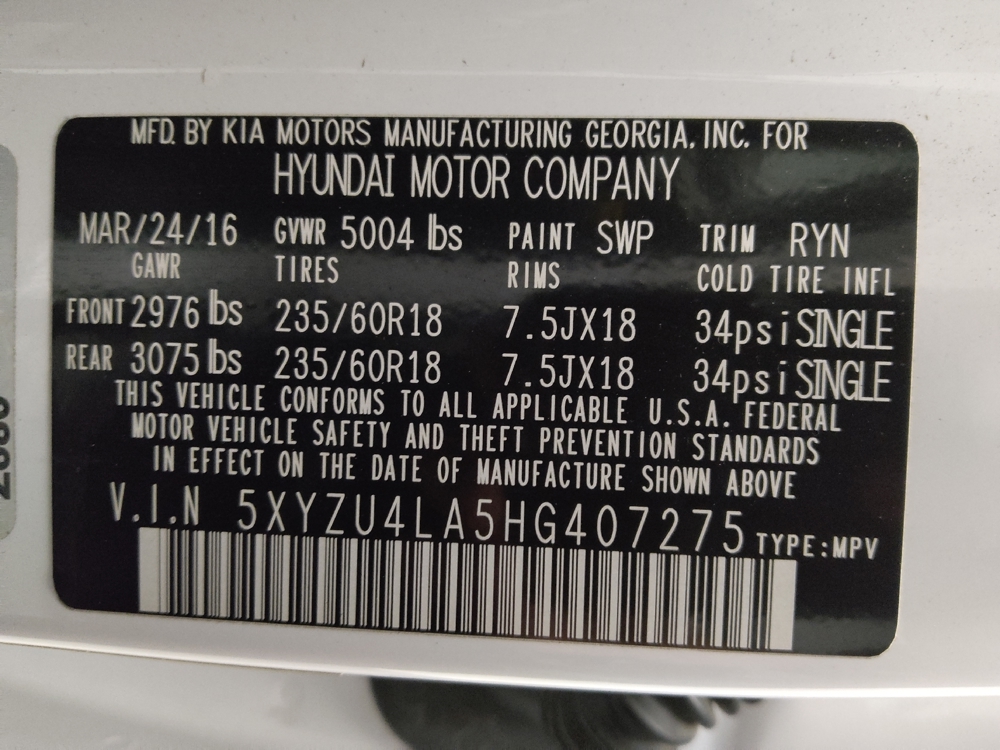 MFD. BY KIA MOTORS MANUFACTURING GEORGIA, INC. FOR
HYUNDAI MOTOR COMPANY
MAR/24/16 GVWR 5004 lbs PAINT SWP TRIM RYN
GAWR TIRES RIMS COLD TIRE INFL
FRONT 2976 lbs 235/60R18 7.5JX18 34psi SINGLE
REAR 3075 lbs 235/60R18 7.5JX18 34psi SINGLE
THIS VEHICLE CONFORMS TO ALL APPLICABLE U.S.A. FEDERAL
MOTOR VEHICLE SAFETY AND THEFT PREVENTION STANDARDS
IN EFFECT ON THE DATE OF MANUFACTURE SHOWN ABOVE
V.I.N 5XYZU4LA5HG407275 TYPE:MPV